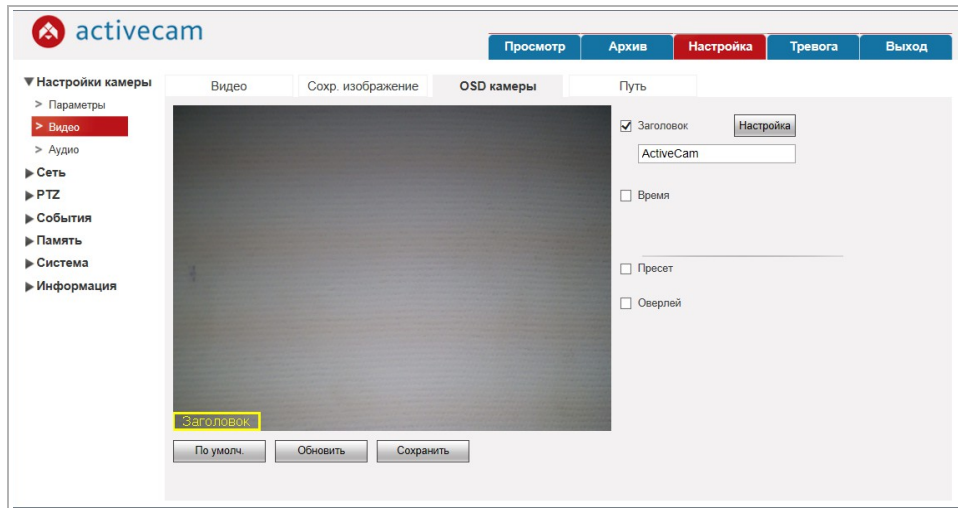 activecam
Просмотр Архив Настройка Тревога Выход
Настройки камеры
> Параметры
> Видео
> Аудио
Сеть
PTZ
События
Память
Система
Информация
Видео Сохр. изображение OSD камеры Путь
Заголовок Настройка
ActiveCam
Время
Пресет
Оверлей
Заголовок
По умолч. Обновить Сохранить